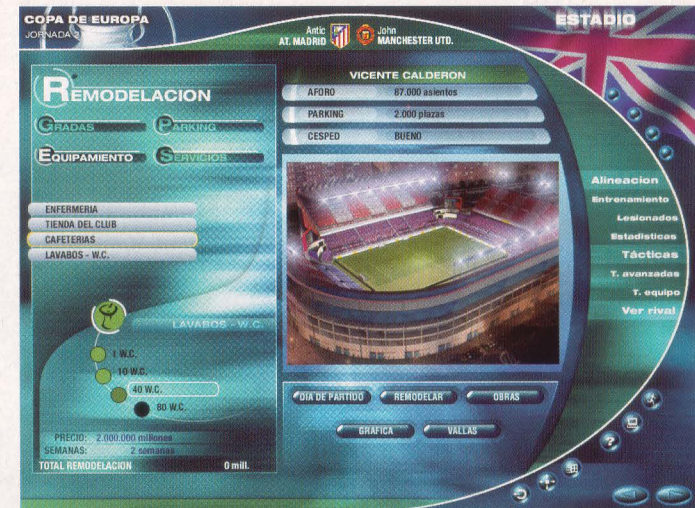 COPA DE EUROPA
JORNADA 3
Antic
AT. MADRID
John
MANCHESTER UTD.
ESTADIO
REMODELACION
GRADAS
PARKING
EQUIPAMIENTO
SERVICIOS
ENFERMERIA
TIENDA DEL CLUB
CAFETERIAS
LAVABOS - W.C.
LAVABOS - W.C.
1 W.C.
10 W.C.
40 W.C.
80 W.C.
PRECIO: 2.000.000 millones
SEMANAS: 2 semanas
TOTAL REMODELACION 0 mill.
VICENTE CALDERON
AFORO 87.000 asientos
PARKING 2.000 plazas
CESPED BUENO
DIA DE PARTIDO
REMODELAR
OBRAS
GRAFICA
VALLAS
Alineacion
Entrenamiento
Lesionados
Estadisticas
Tácticas
T. avanzadas
T. equipo
Ver rival
?